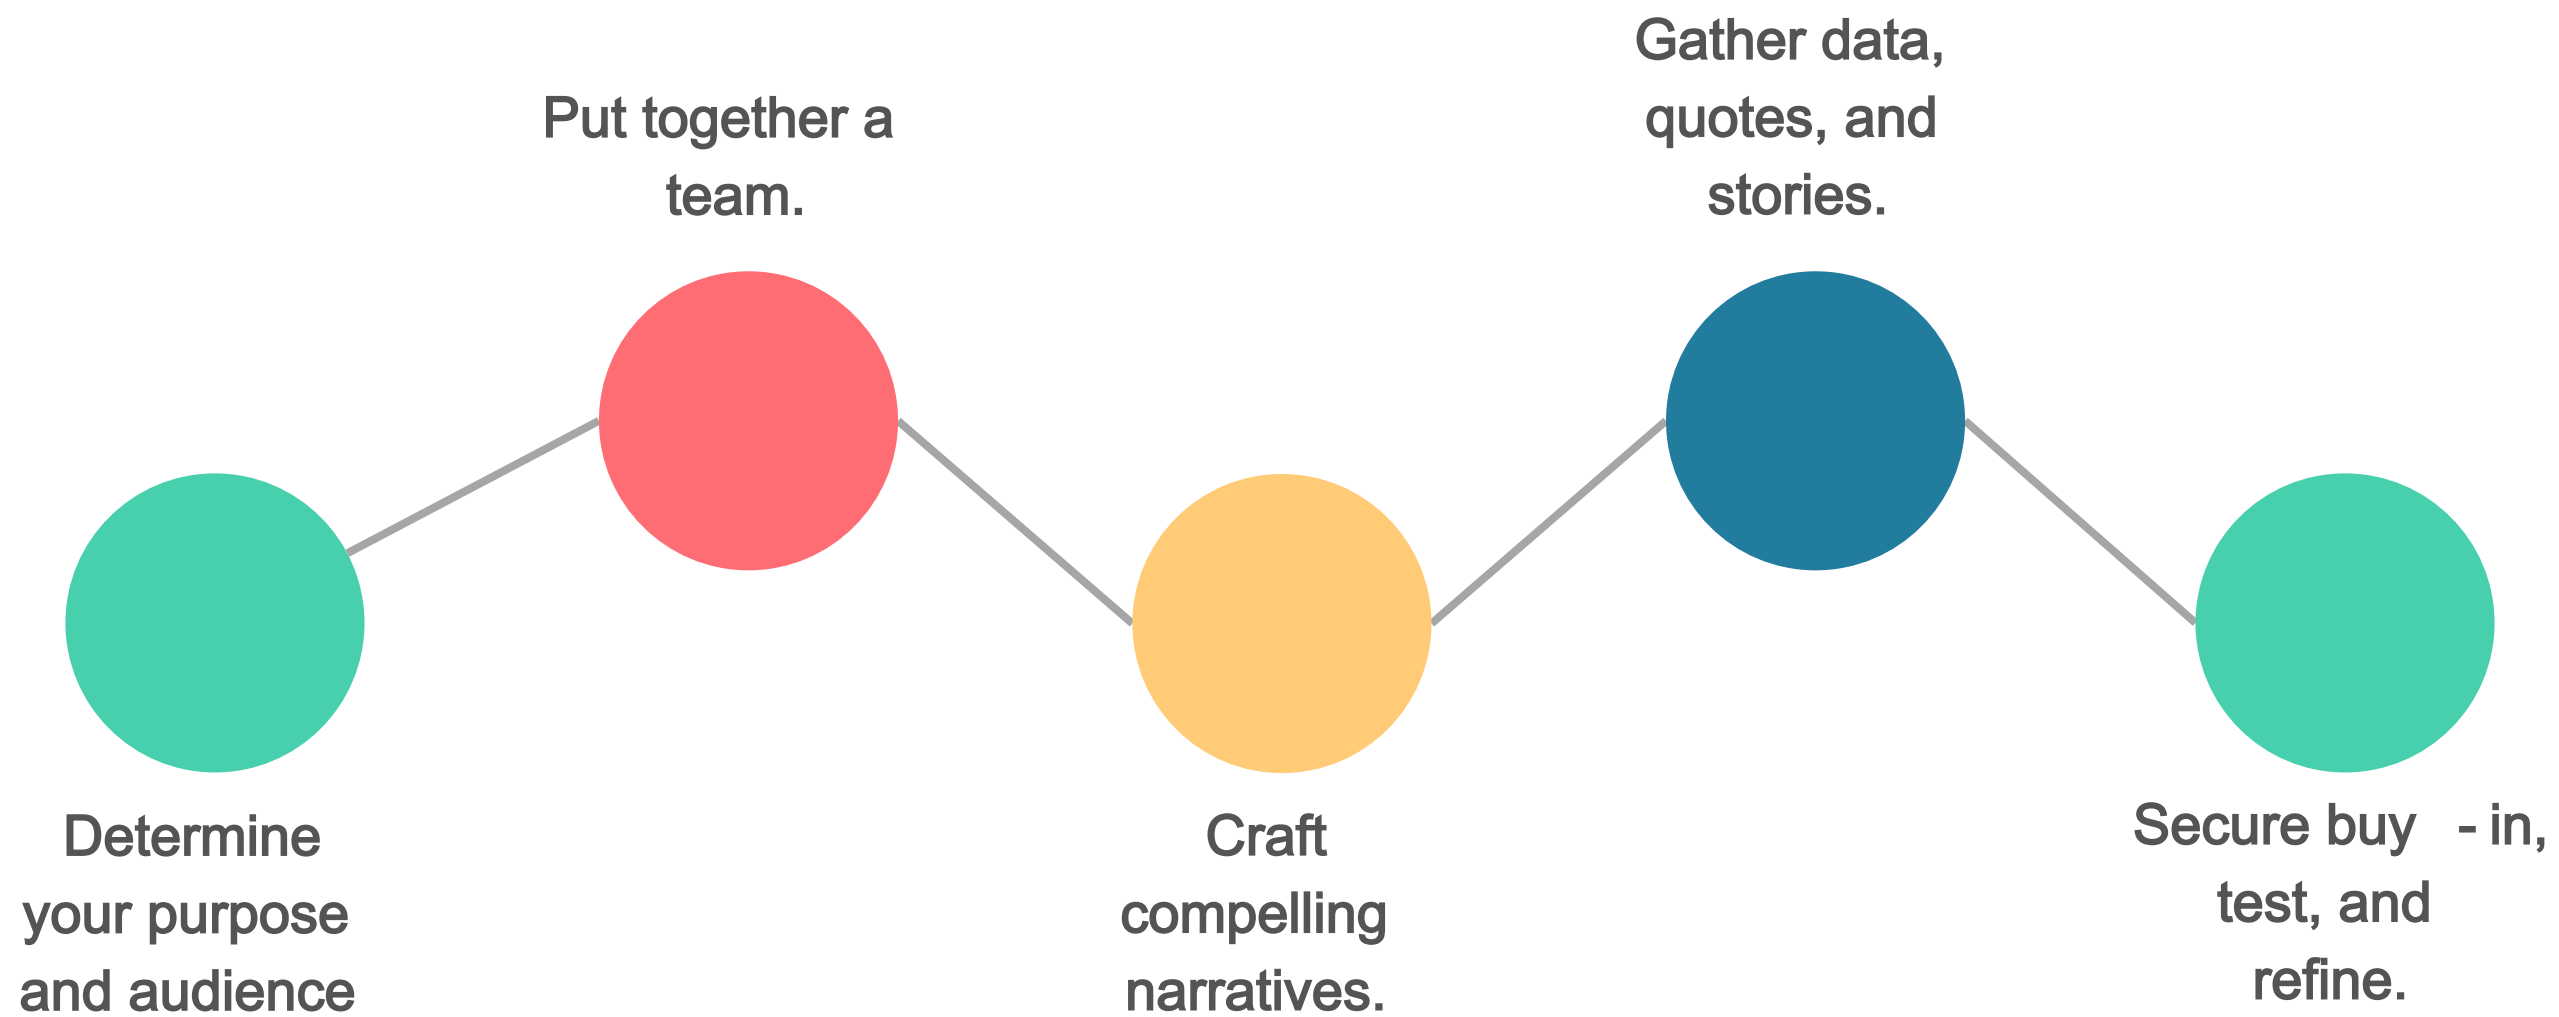 Determine
your purpose
and audience
Put together a
team.
Craft
compelling
narratives.
Gather data,
quotes, and
stories.
Secure buy - in,
test, and
refine.